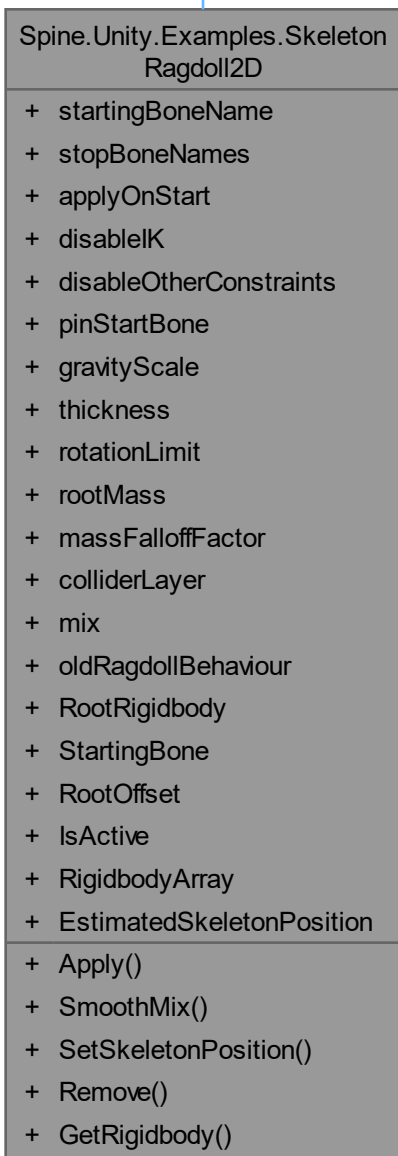 Spine.Unity.Examples.Skeleton
Ragdoll2D
+ startingBoneName
+ stopBoneNames
+ applyOnStart
+ disableIK
+ disableOtherConstraints
+ pinStartBone
+ gravityScale
+ thickness
+ rotationLimit
+ rootMass
+ massFalloffFactor
+ colliderLayer
+ mix
+ oldRagdollBehaviour
+ RootRigidbody
+ StartingBone
+ RootOffset
+ IsActive
+ RigidbodyArray
+ EstimatedSkeletonPosition
+ Apply()
+ SmoothMix()
+ SetSkeletonPosition()
+ Remove()
+ GetRigidbody()